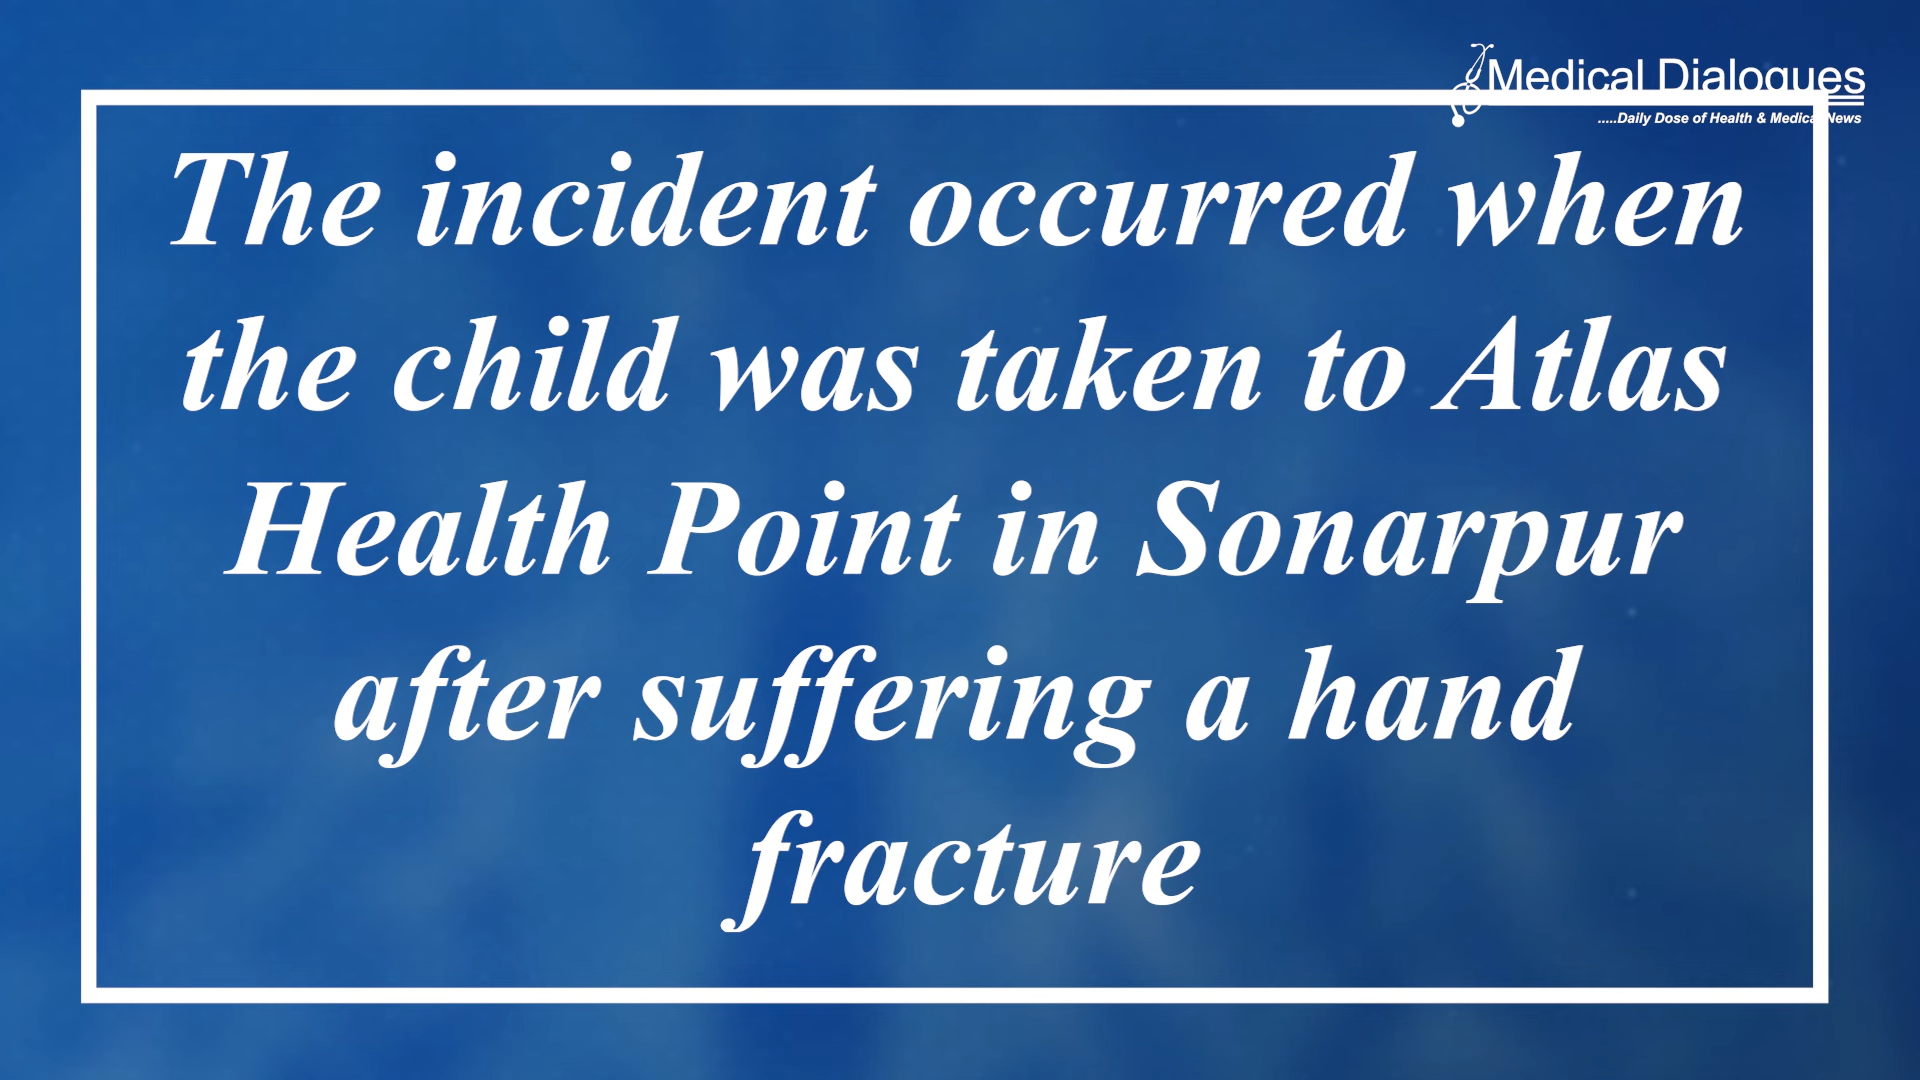 Medical Dialogues
.....Daily Dose of Health & Medical News
The incident occurred when
the child was taken to Atlas
Health Point in Sonarpur
after suffering a hand
fracture